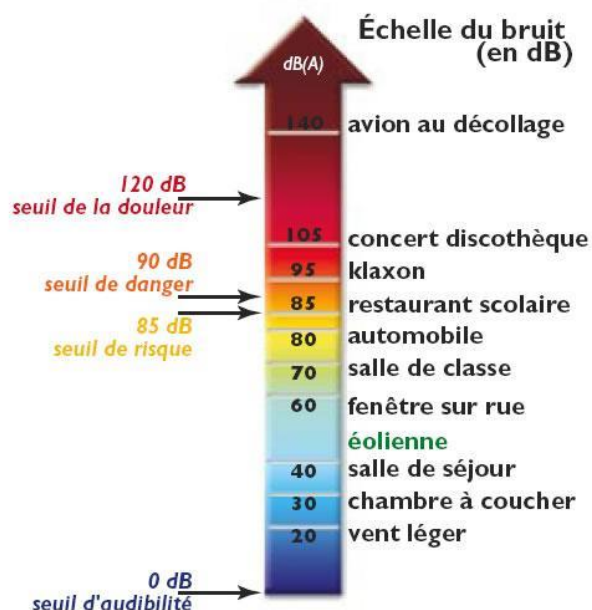 Échelle du bruit
(en dB)
dB(A)
140 avion au décollage
120 dB
seuil de la douleur
105 concert discothèque
90 dB
seuil de danger
95 klaxon
85 restaurant scolaire
85 dB
seuil de risque
80 automobile
70 salle de classe
60 fenêtre sur rue
éolienne
40 salle de séjour
30 chambre à coucher
20 vent léger
0 dB
seuil d'audibilité